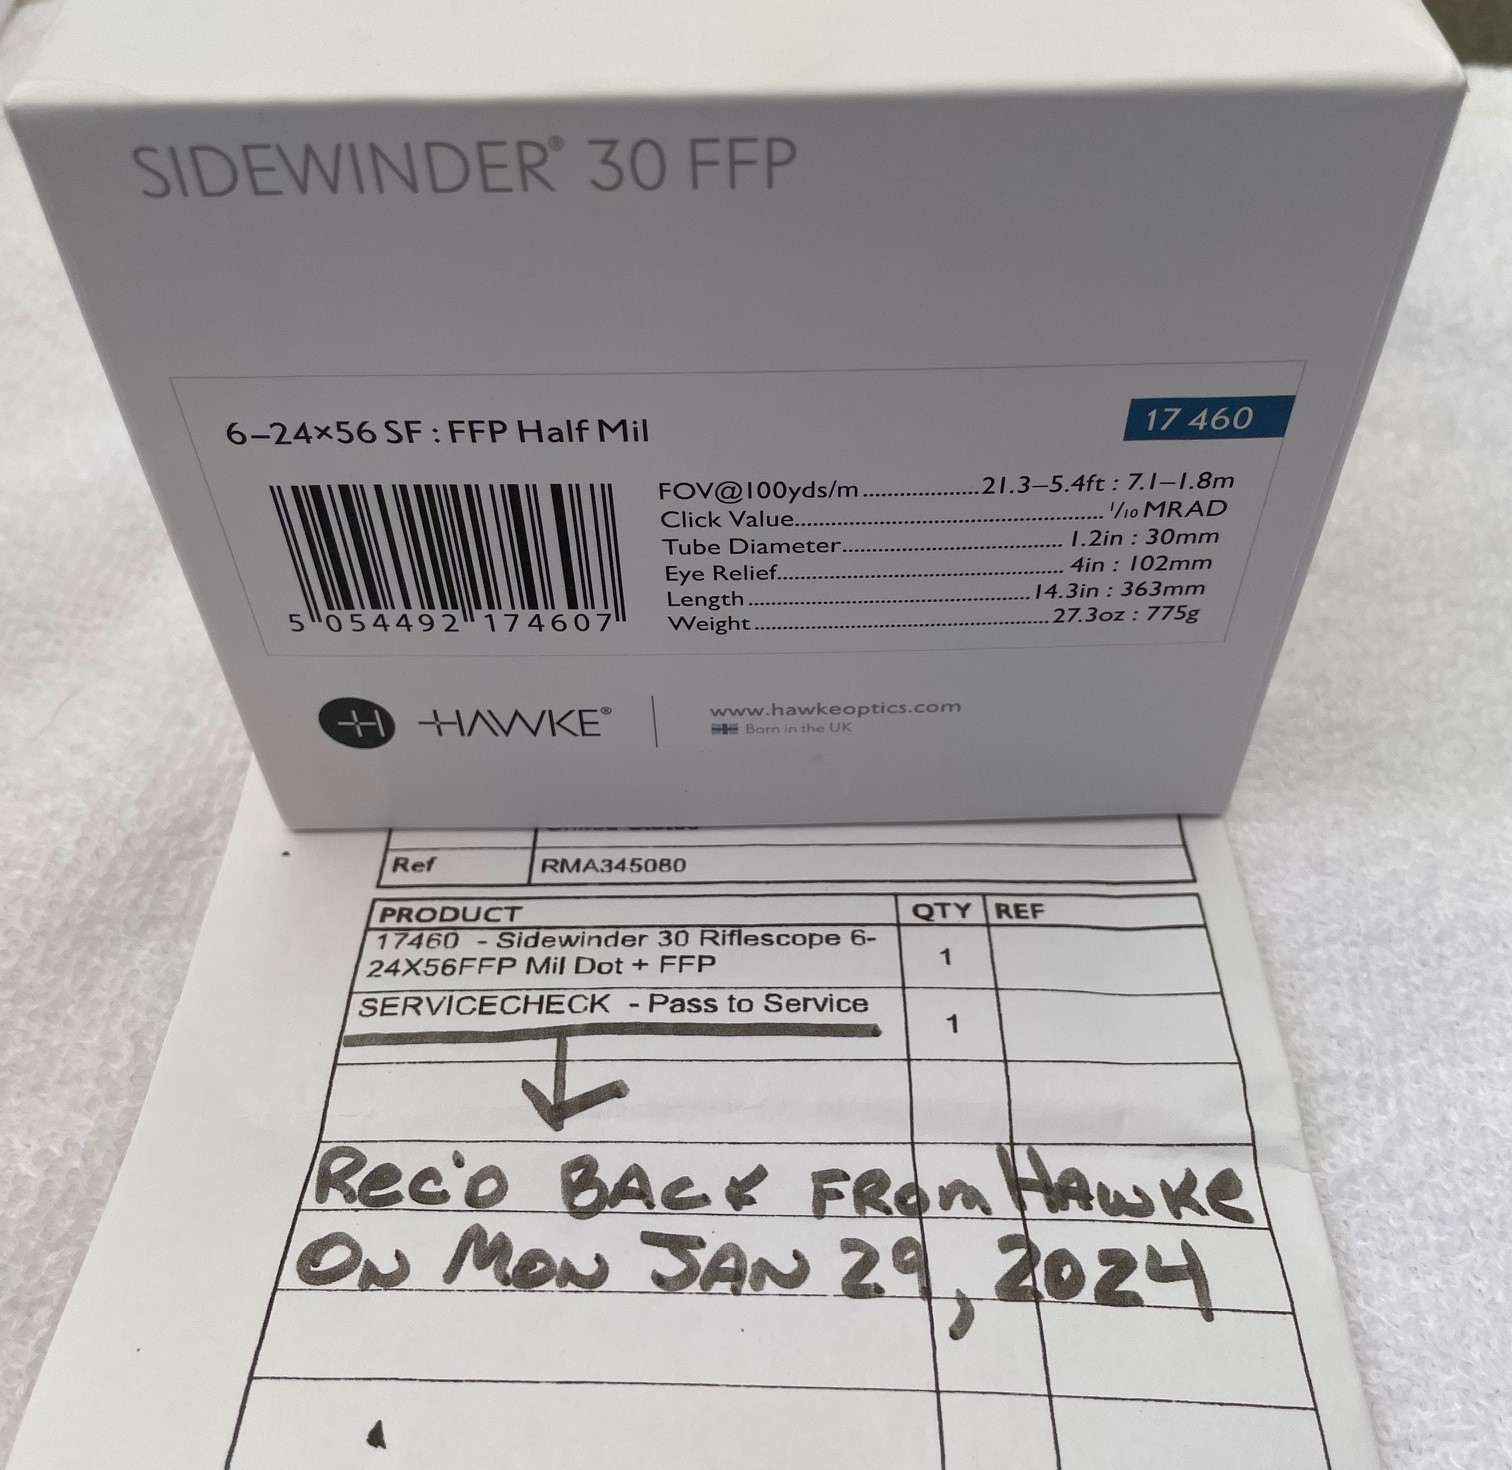 SIDEWINDER® 30 FFP
6–24×56 SF : FFP Half Mil
17 460
FOV@100yds/m....................21.3–5.4ft : 7.1–1.8m
Click Value......................................................1/10 MRAD
Tube Diameter......................................1.2in : 30mm
Eye Relief..................................................4in : 102mm
Length................................................14.3in : 363mm
Weight..................................................27.3oz : 775g
5 054492 174607
HAWKE®
www.hawkeoptics.com
Born in the UK
Ref RMA345080
PRODUCT QTY REF
17460 - Sidewinder 30 Riflescope 6-
24X56FFP Mil Dot + FFP 1
SERVICECHECK - Pass to Service 1
REC'D BACK FROM HAWKE
ON MON JAN 29, 2024